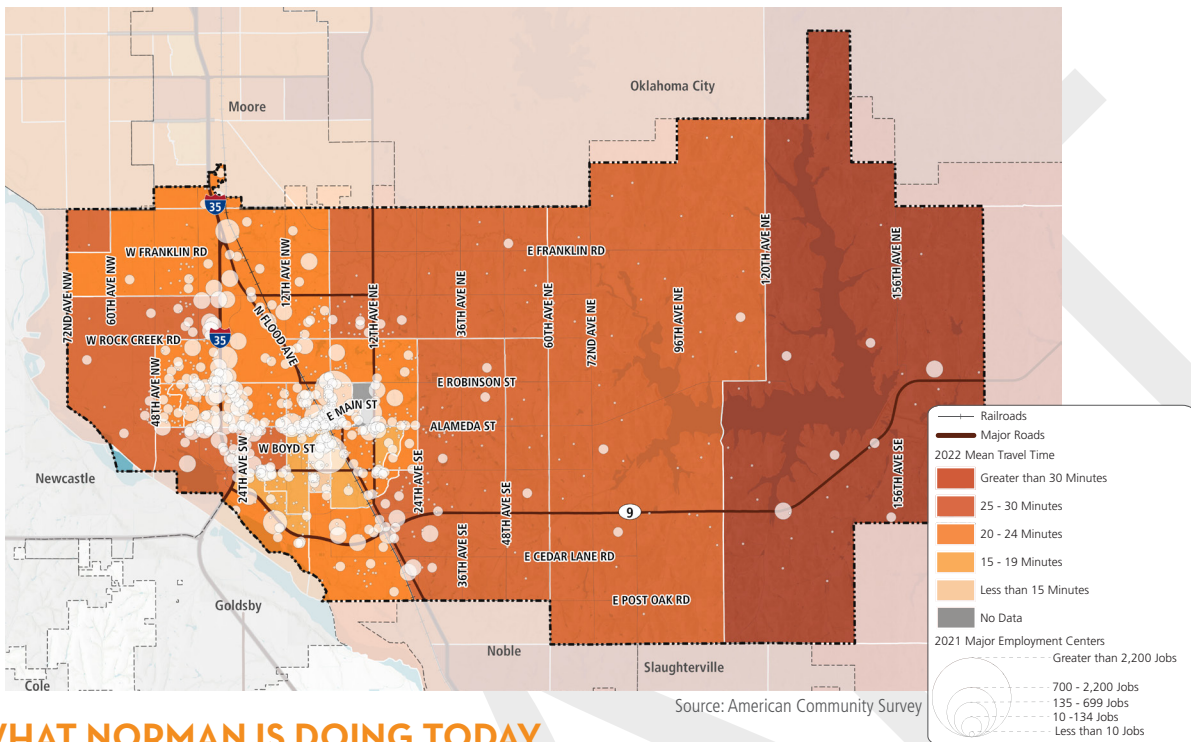 Oklahoma City
Moore
35
W FRANKLIN RD
E FRANKLIN RD
12TH AVE NW
120TH AVE NE
156TH AVE NE
72ND AVE NW
60TH AVE NW
36TH AVE NE
60TH AVE NE
72ND AVE NE
96TH AVE NE
12TH AVE NE
N FLOOD AVE
W ROCK CREEK RD
35
48TH AVE NW
E ROBINSON ST
E MAIN ST
ALAMEDA ST
W BOYD ST
24TH AVE SW
24TH AVE SE
Newcastle
48TH AVE SE
156TH AVE SE
9
36TH AVE SE
E CEDAR LANE RD
E POST OAK RD
Goldsby
Noble
Slaughterville
Cole
Railroads
Major Roads
2022 Mean Travel Time
Greater than 30 Minutes
25 - 30 Minutes
20 - 24 Minutes
15 - 19 Minutes
Less than 15 Minutes
No Data
2021 Major Employment Centers
Greater than 2,200 Jobs
700 - 2,200 Jobs
135 - 699 Jobs
10 -134 Jobs
Less than 10 Jobs
Source: American Community Survey
WHAT NORMAN IS DOING TODAY